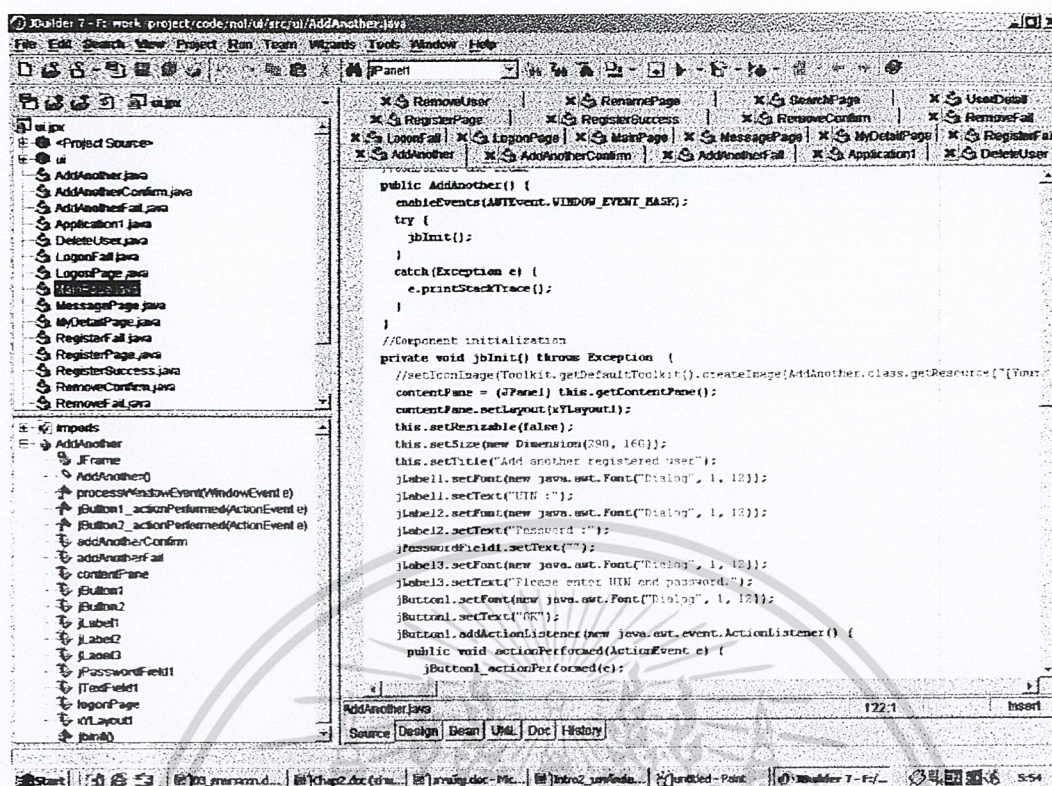 JBuilder 7 - F:/work/project/code/nol/ui/src/ui/AddAnother.java
File Edit Search View Project Run Team Wizards Tools Window Help
jPanel1
ui.jpx
ui.jpx
<Project Source>
ui
AddAnother.java
AddAnotherConfirm.java
AddAnotherFail.java
Application1.java
DeleteUser.java
LogonFail.java
LogonPage.java
MainPage.java
MessagePage.java
MyDetailPage.java
RegisterFail.java
RegisterPage.java
RegisterSuccess.java
RemoveConfirm.java
RemoveFail.java
Imports
AddAnother
JFrame
AddAnother()
processWindowEvent(WindowEvent e)
jButton1_actionPerformed(ActionEvent e)
jButton2_actionPerformed(ActionEvent e)
addAnotherConfirm
addAnotherFail
contentPane
jButton1
jButton2
jLabel1
jLabel2
jLabel3
jPasswordField1
jTextField1
logonPage
xYLayout1
jbInit()
RemoveUser RenamePage SearchPage UserDetail
RegisterPage RegisterSuccess RemoveConfirm RemoveFail
LogonFail LogonPage MainPage MessagePage MyDetailPage RegisterFai
AddAnother AddAnotherConfirm AddAnotherFail Application1 DeleteUser
//Construct the frame
public AddAnother() {
enableEvents(AWTEvent.WINDOW_EVENT_MASK);
try {
jbInit();
}
catch(Exception e) {
e.printStackTrace();
}
}
//Component initialization
private void jbInit() throws Exception {
//setIconImage(Toolkit.getDefaultToolkit().createImage(AddAnother.class.getResource("[Your
contentPane = (JPanel) this.getContentPane();
contentPane.setLayout(xYLayout1);
this.setResizable(false);
this.setSize(new Dimension(290, 166));
this.setTitle("Add another registered user");
jLabel1.setFont(new java.awt.Font("Dialog", 1, 12));
jLabel1.setText("UIN :");
jLabel2.setFont(new java.awt.Font("Dialog", 1, 12));
jLabel2.setText("Password :");
jPasswordField1.setText("");
jLabel3.setFont(new java.awt.Font("Dialog", 1, 12));
jLabel3.setText("Please enter UIN and password.");
jButton1.setFont(new java.awt.Font("Dialog", 1, 12));
jButton1.setText("OK");
jButton1.addActionListener(new java.awt.event.ActionListener() {
public void actionPerformed(ActionEvent e) {
jButton1_actionPerformed(e);
AddAnother.java 122:1 Insert
Source Design Bean UML Doc History
Start Chap2.doc untitled - Paint JBuilder 7 - F:/... 5:54